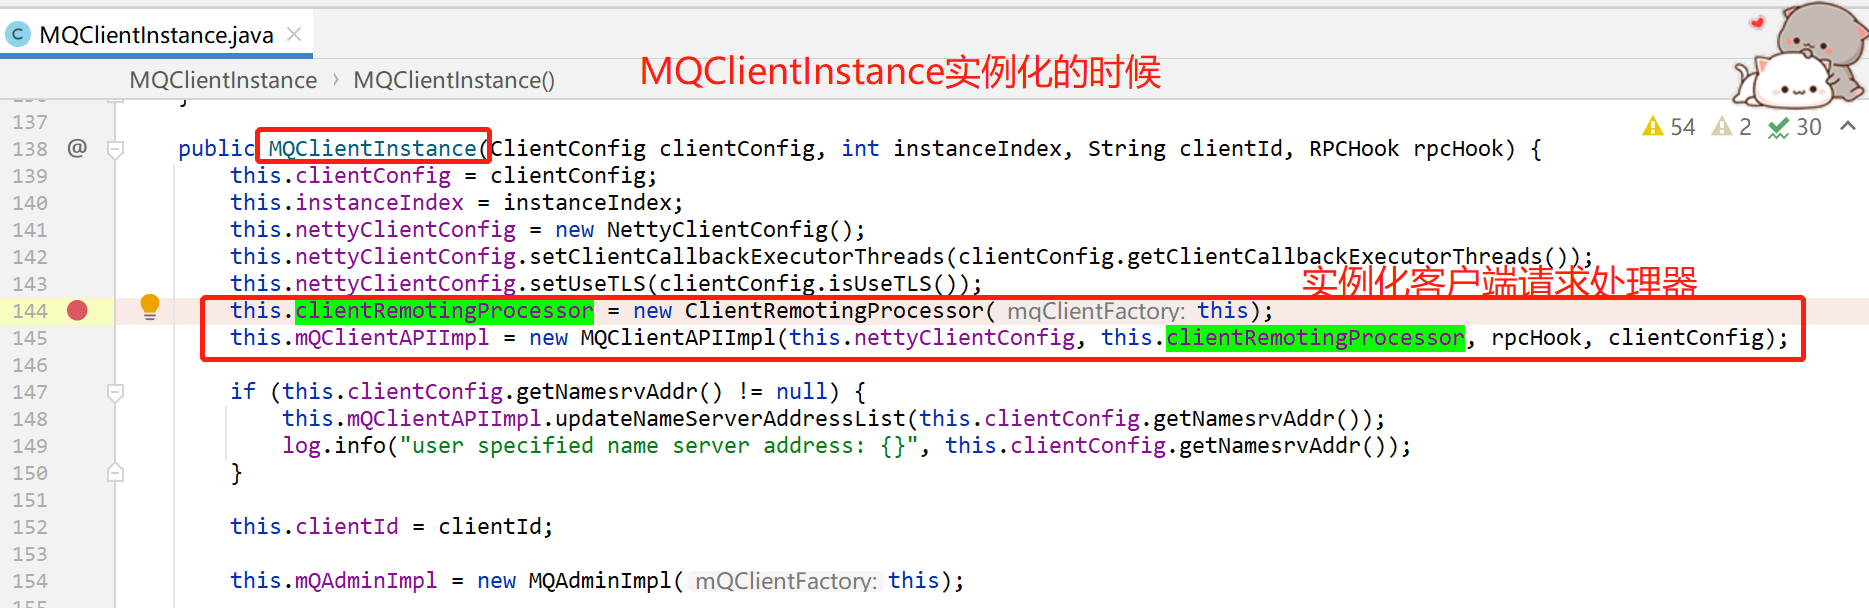 C MQClientInstance.java ×
MQClientInstance › MQClientInstance()
MQClientInstance实例化的时候
54 2 30
137
138 @ public MQClientInstance(ClientConfig clientConfig, int instanceIndex, String clientId, RPCHook rpcHook) {
139 this.clientConfig = clientConfig;
140 this.instanceIndex = instanceIndex;
141 this.nettyClientConfig = new NettyClientConfig();
142 this.nettyClientConfig.setClientCallbackExecutorThreads(clientConfig.getClientCallbackExecutorThreads());
143 this.nettyClientConfig.setUseTLS(clientConfig.isUseTLS());
实例化客户端请求处理器
144 this.clientRemotingProcessor = new ClientRemotingProcessor( mqClientFactory: this);
145 this.mQClientAPIImpl = new MQClientAPIImpl(this.nettyClientConfig, this.clientRemotingProcessor, rpcHook, clientConfig);
146
147 if (this.clientConfig.getNamesrvAddr() != null) {
148 this.mQClientAPIImpl.updateNameServerAddressList(this.clientConfig.getNamesrvAddr());
149 log.info("user specified name server address: {}", this.clientConfig.getNamesrvAddr());
150 }
151
152 this.clientId = clientId;
153
154 this.mQAdminImpl = new MQAdminImpl( mQClientFactory: this);